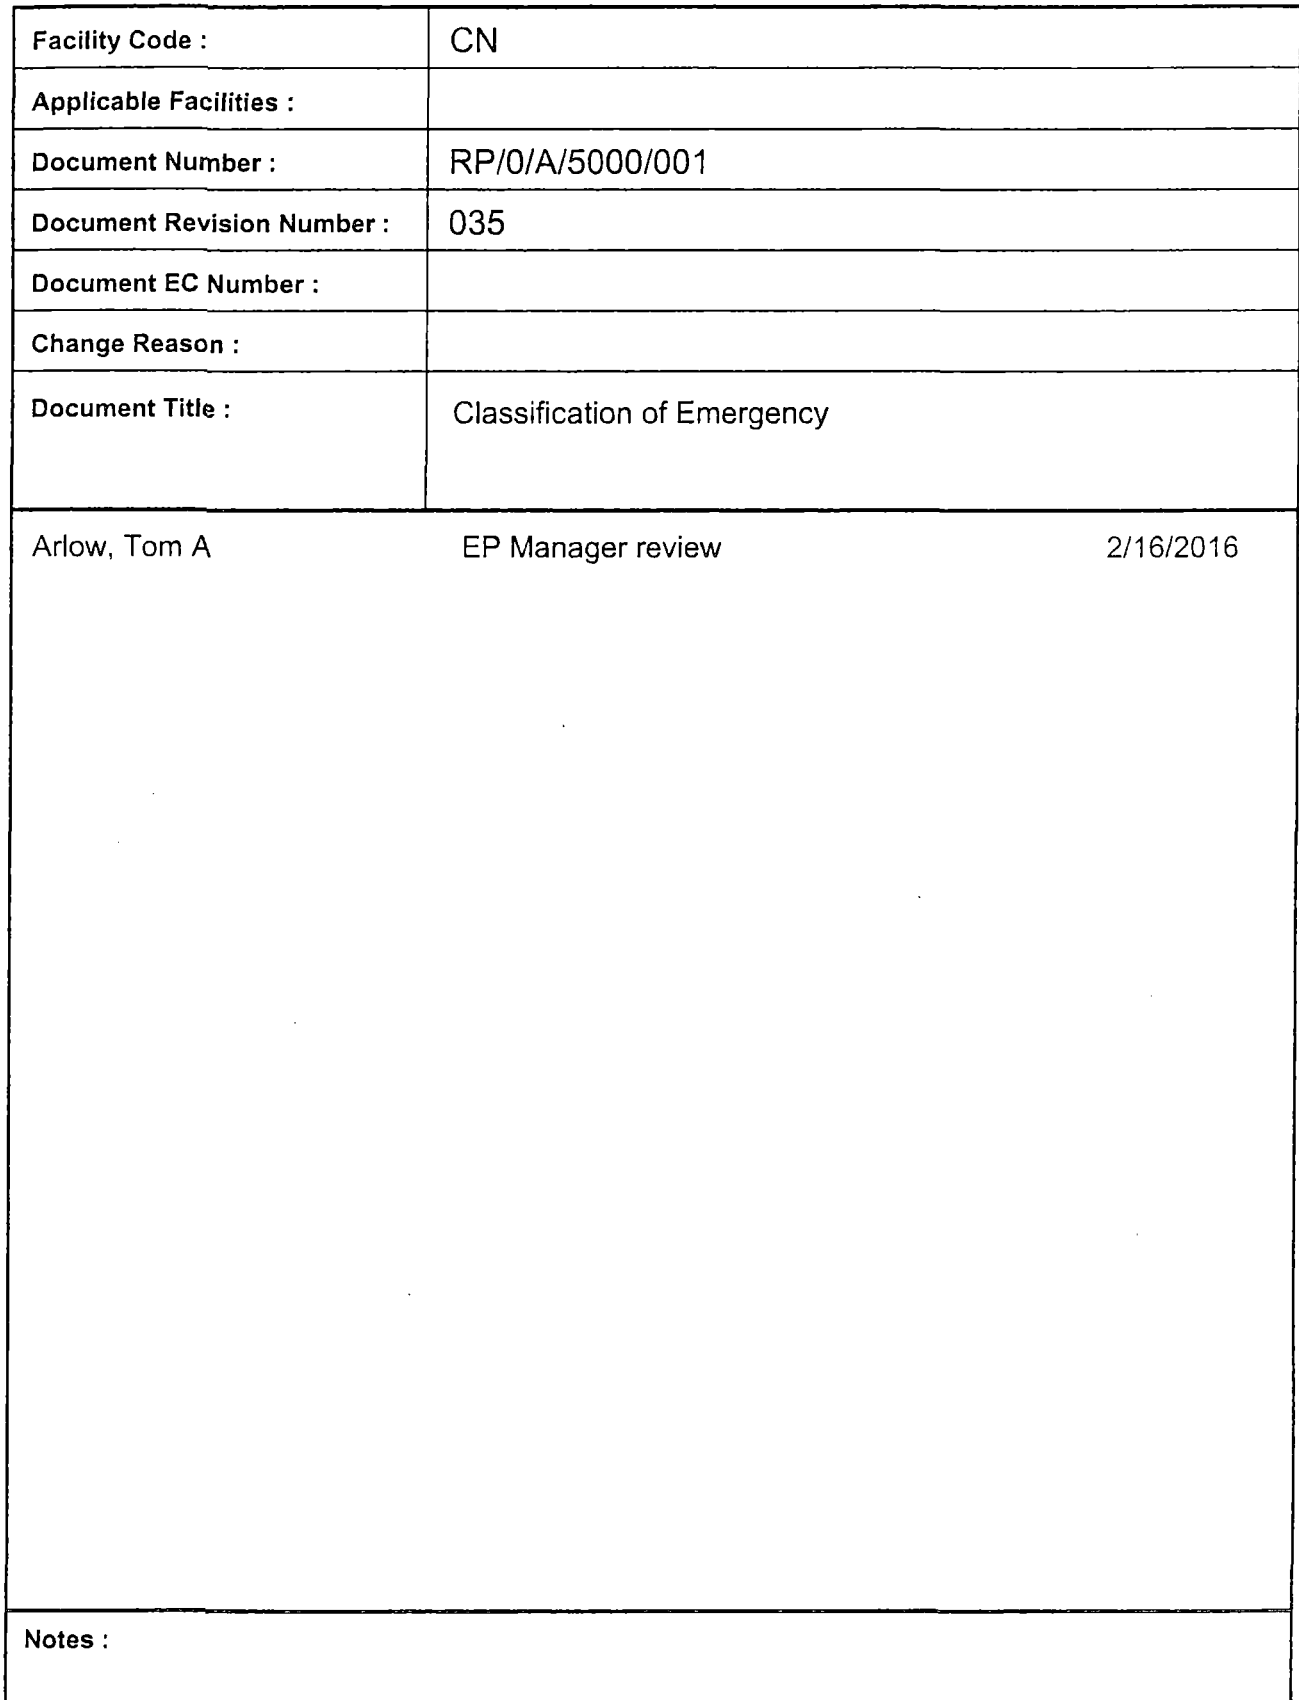 Facility Code : CN
Applicable Facilities :
Document Number : RP/0/A/5000/001
Document Revision Number : 035
Document EC Number :
Change Reason :
Document Title : Classification of Emergency
Arlow, Tom A EP Manager review 2/16/2016
Notes :